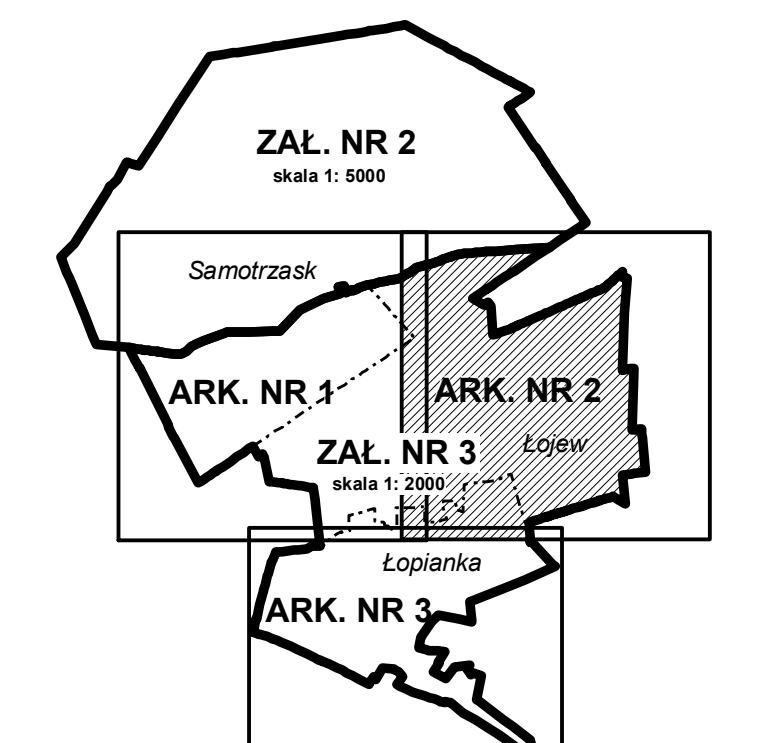 ZAŁ. NR 2
skala 1: 5000
Samotrzask
ARK. NR 1
ARK. NR 2
Łojew
ZAŁ. NR 3
skala 1: 2000
Łopianka
ARK. NR 3